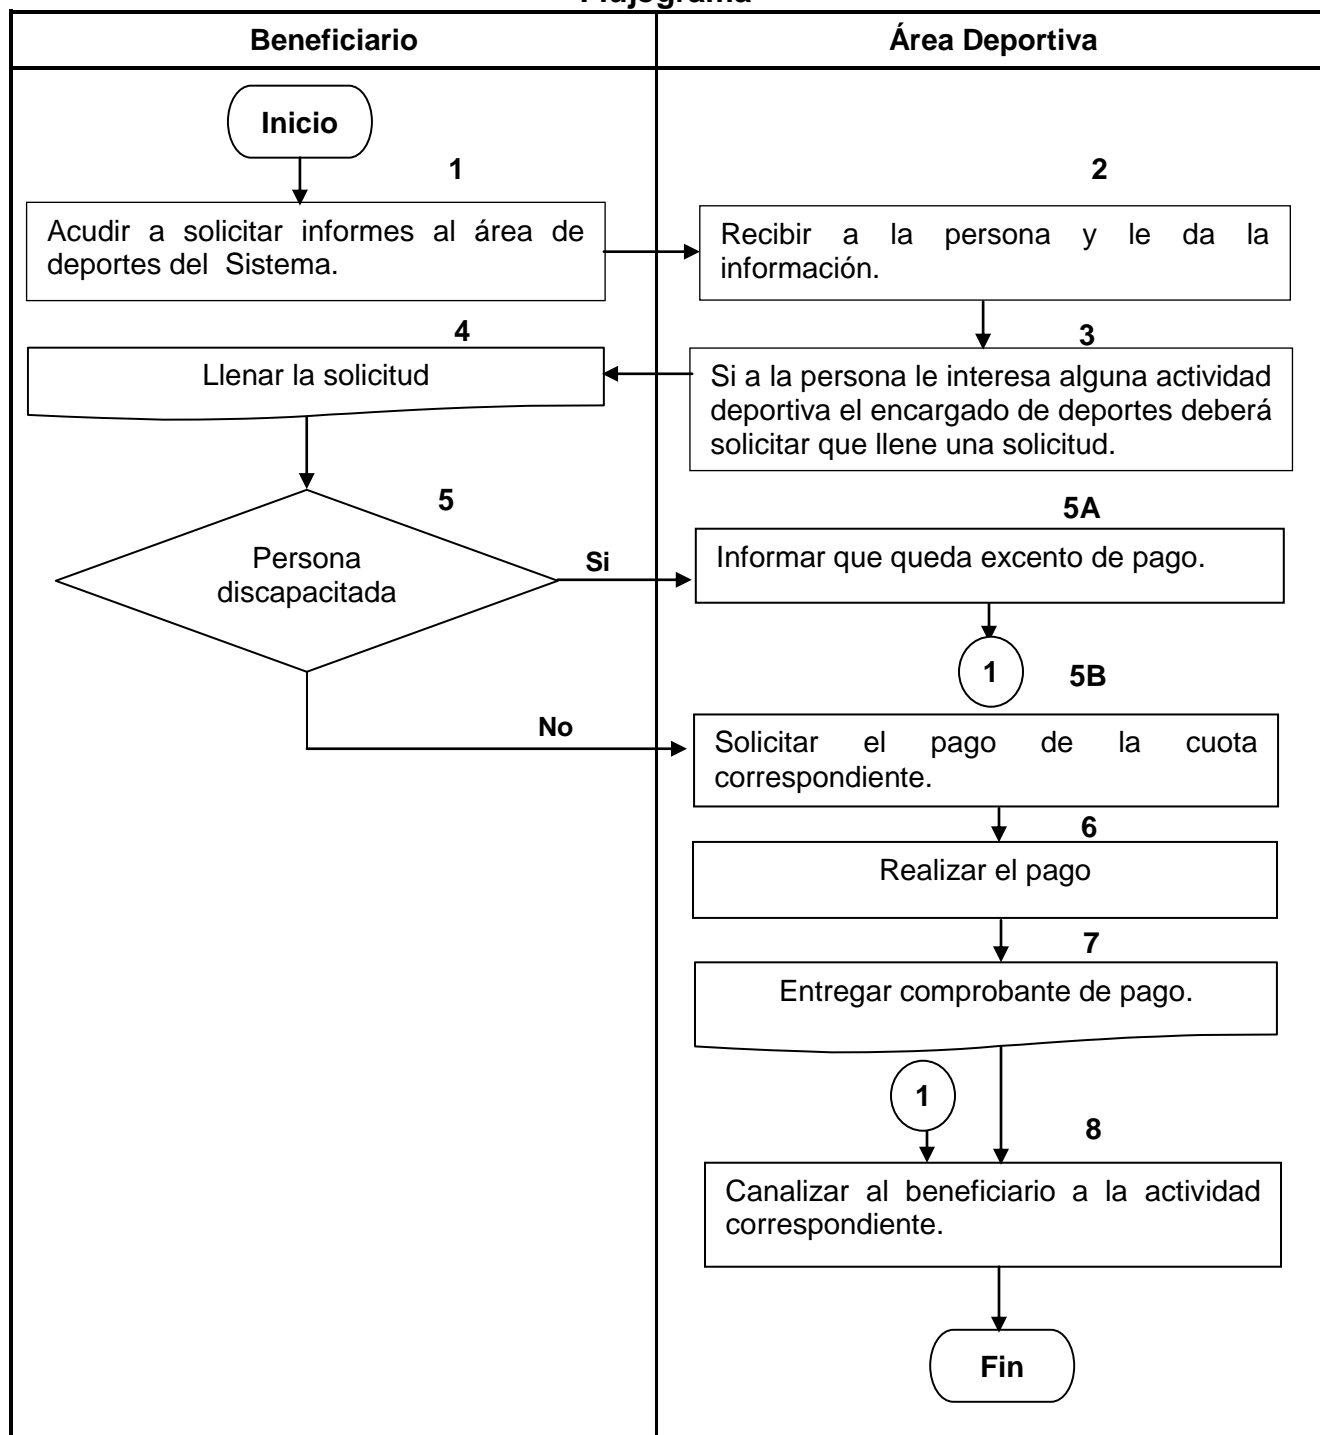 Beneficiario
Área Deportiva
Inicio
1
2
Acudir a solicitar informes al área de
deportes del Sistema.
Recibir a la persona y le da la
información.
4
3
Llenar la solicitud
Si a la persona le interesa alguna actividad
deportiva el encargado de deportes deberá
solicitar que llene una solicitud.
5
5A
Persona
discapacitada
Si
Informar que queda excento de pago.
1
5B
No
Solicitar el pago de la cuota
correspondiente.
6
Realizar el pago
7
Entregar comprobante de pago.
1
8
Canalizar al beneficiario a la actividad
correspondiente.
Fin